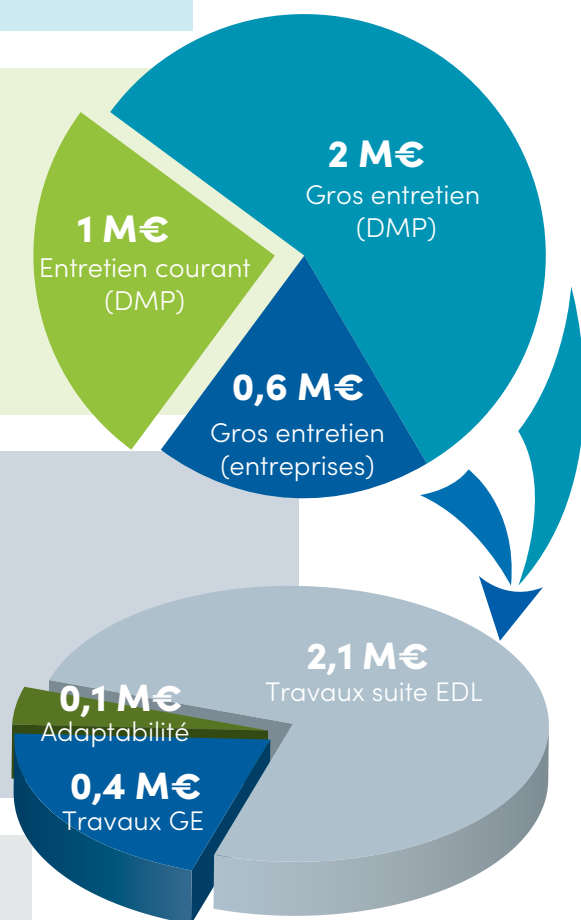 2 M€
Gros entretien
(DMP)
1 M€
Entretien courant
(DMP)
0,6 M€
Gros entretien
(entreprises)
2,1 M€
Travaux suite EDL
0,1 M€
Adaptabilité
0,4 M€
Travaux GE